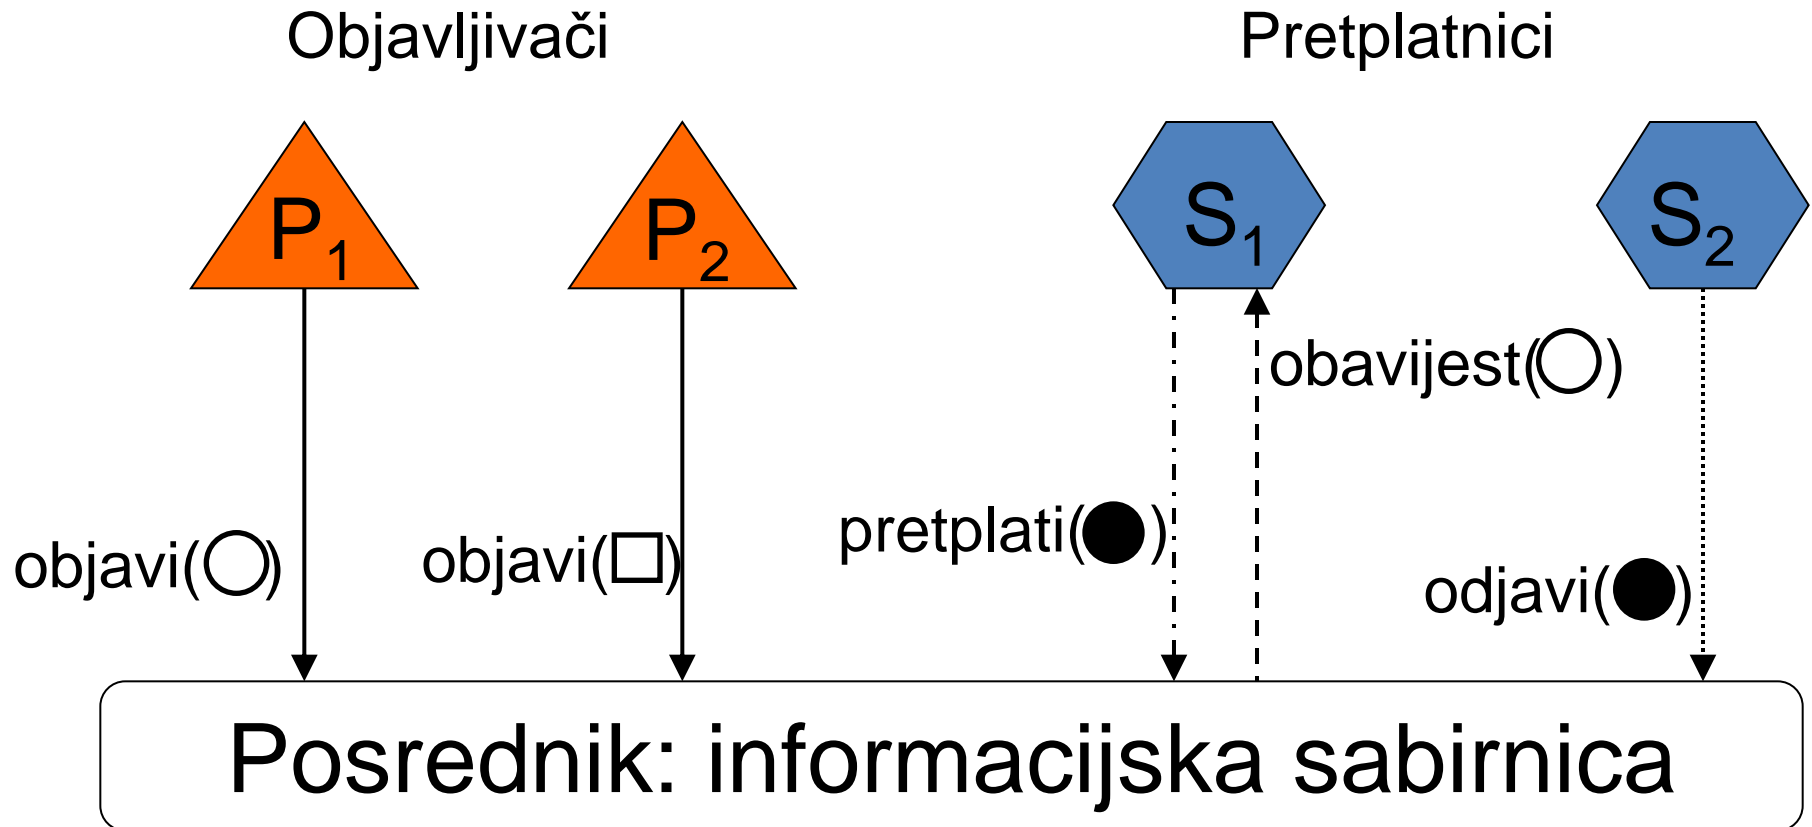 Objavljivači
Pretplatnici
P1
P2
S1
S2
obavijest(○)
pretplati(●)
objavi(○)
objavi(□)
odjavi(●)
Posrednik: informacijska sabirnica